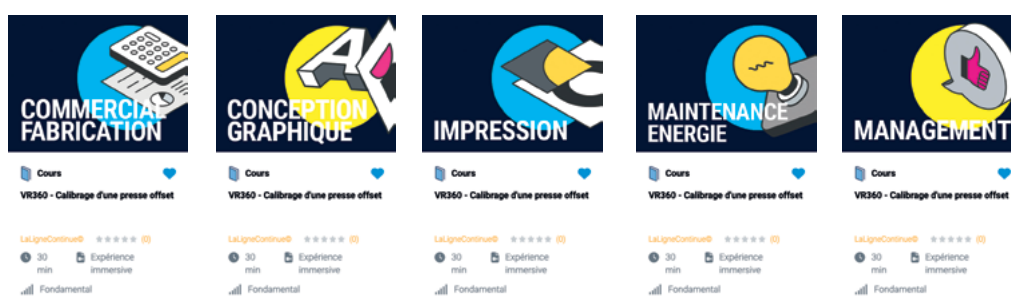 COMMERCIAL
FABRICATION
Cours
VR360 - Calibrage d'une presse offset
LaLigneContinue© (0)
30
min
Expérience
immersive
Fondamental
CONCEPTION
GRAPHIQUE
Cours
VR360 - Calibrage d'une presse offset
LaLigneContinue© (0)
30
min
Expérience
immersive
Fondamental
IMPRESSION
Cours
VR360 - Calibrage d'une presse offset
LaLigneContinue© (0)
30
min
Expérience
immersive
Fondamental
MAINTENANCE
ENERGIE
Cours
VR360 - Calibrage d'une presse offset
LaLigneContinue© (0)
30
min
Expérience
immersive
Fondamental
MANAGEMENT
Cours
VR360 - Calibrage d'une presse offset
LaLigneContinue© (0)
30
min
Expérience
immersive
Fondamental